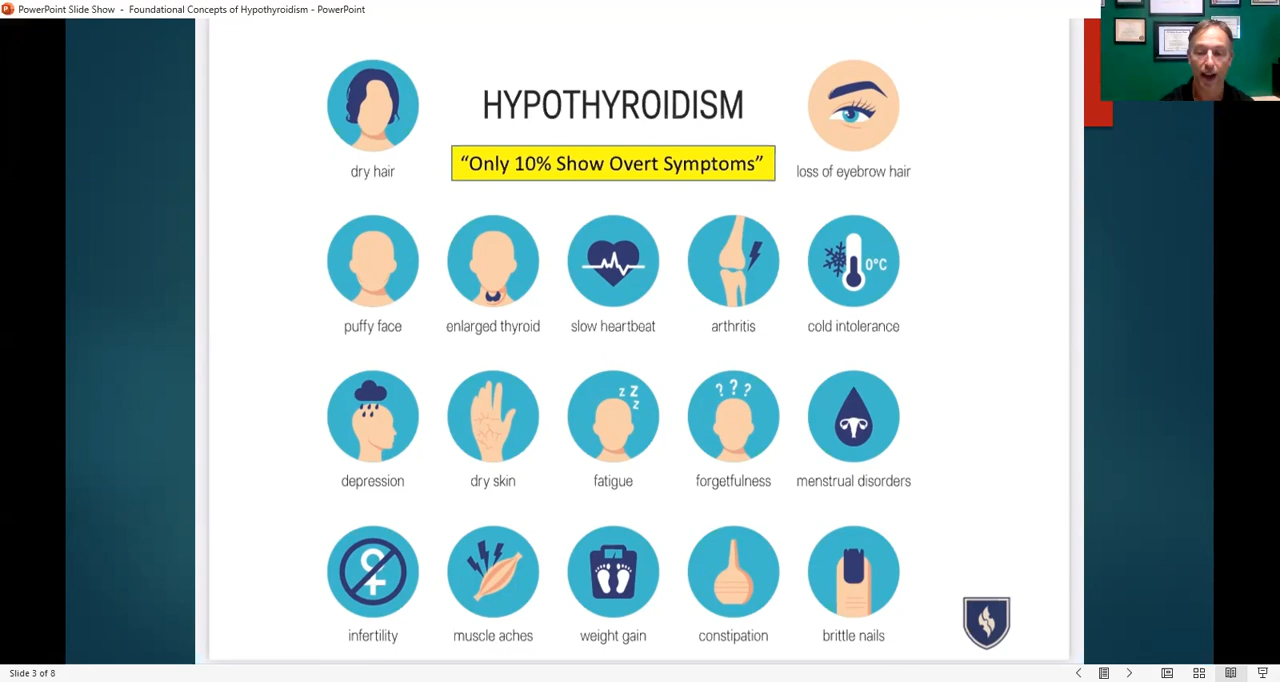 PowerPoint Slide Show - Foundational Concepts of Hypothyroidism - PowerPoint
HYPOTHYROIDISM
“Only 10% Show Overt Symptoms”
dry hair
loss of eyebrow hair
0°C
puffy face
enlarged thyroid
slow heartbeat
arthritis
cold intolerance
z Z z
? ? ?
depression
dry skin
fatigue
forgetfulness
menstrual disorders
infertility
muscle aches
weight gain
constipation
brittle nails
Slide 3 of 8